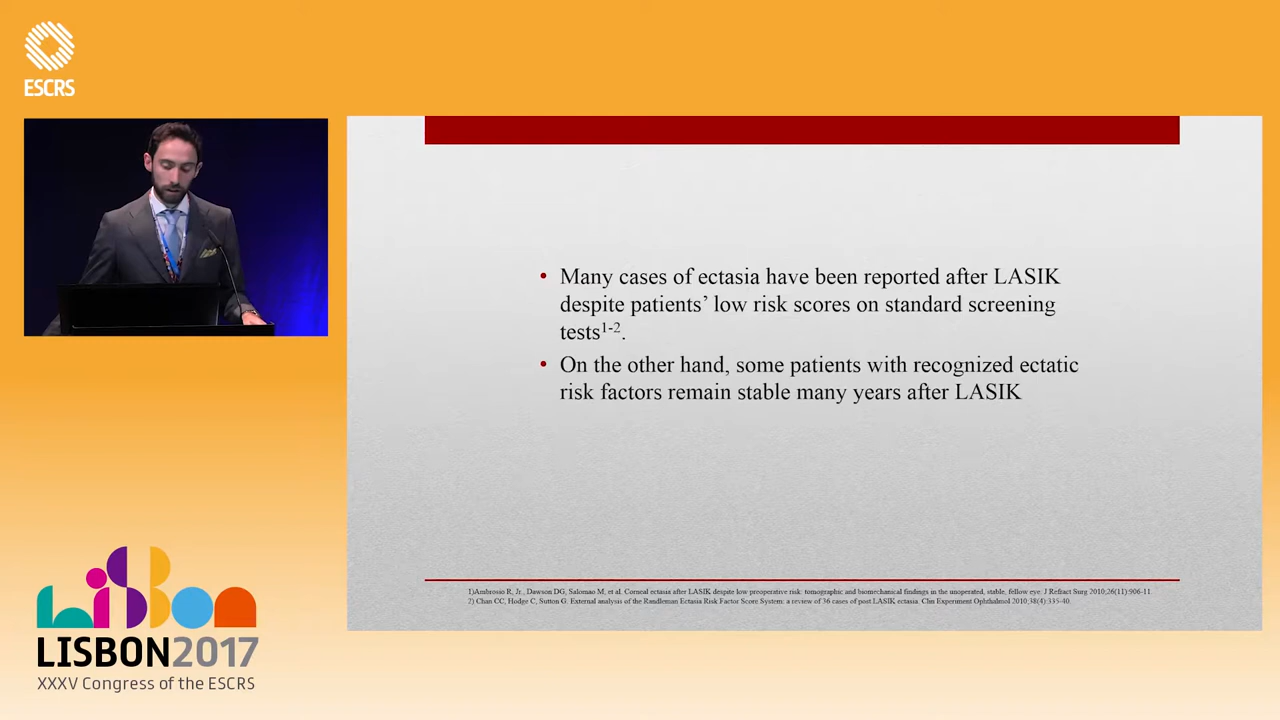 ESCRS
• Many cases of ectasia have been reported after LASIK
despite patients’ low risk scores on standard screening
tests1-2.
• On the other hand, some patients with recognized ectatic
risk factors remain stable many years after LASIK
1)Ambrosio R, Jr., Dawson DG, Salomao M, et al. Corneal ectasia after LASIK despite low preoperative risk: tomographic and biomechanical findings in the unoperated, stable, fellow eye. J Refract Surg 2010;26(11):906-11.
2) Chan CC, Hodge C, Sutton G. External analysis of the Randleman Ectasia Risk Factor Score System: a review of 36 cases of post LASIK ectasia. Clin Experiment Ophthalmol 2010;38(4):335-40.
Lisbon
LISBON2017
XXXV Congress of the ESCRS